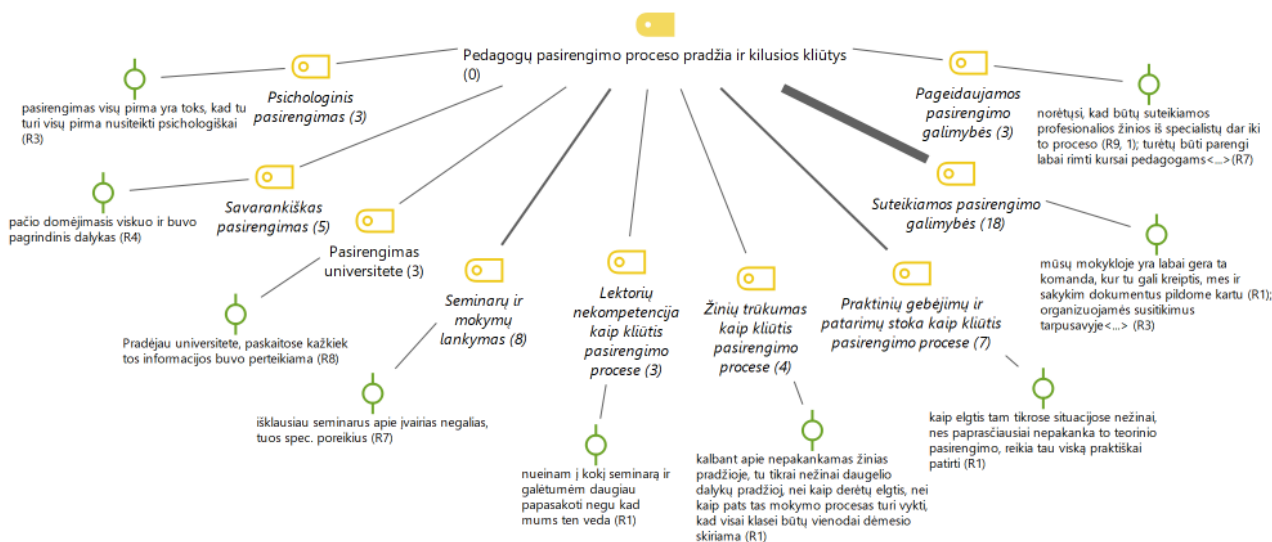 Pedagogų pasirengimo proceso pradžia ir kilusios kliūtys
(0)
Psichologinis
pasirengimas (3)
pasirengimas visų pirma yra toks, kad tu
turi visų pirma nusiteikti psichologiškai
(R3)
Savarankiškas
pasirengimas (5)
pačio domėjimasis viskuo ir buvo
pagrindinis dalykas (R4)
Pasirengimas
universitete (3)
Pradėjau universitete, paskaitose kažkiek
tos informacijos buvo perteikiama (R8)
Seminarų ir
mokymų
lankymas (8)
išklausiau seminarus apie įvairias negalias,
tuos spec. poreikius (R7)
Lektorių
nekompetencija
kaip kliūtis
pasirengimo
procese (3)
nueinam į kokį seminarą ir
galėtumėm daugiau
papasakoti negu kad
mums ten veda (R1)
Žinių trūkumas
kaip kliūtis
pasirengimo
procese (4)
kalbant apie nepakankamas žinias
pradžioje, tu tikrai nežinai daugelio
dalykų pradžioj, nei kaip derėtų elgtis, nei
kaip pats tas mokymo procesas turi vykti,
kad visai klasei būtų vienodai dėmesio
skiriama (R1)
Praktinių gebėjimų ir
patarimų stoka kaip kliūtis
pasirengimo procese (7)
kaip elgtis tam tikrose situacijose nežinai,
nes paprasčiausiai nepakanka to teorinio
pasirengimo, reikia tau viską praktiškai
patirti (R1)
Suteikiamos pasirengimo
galimybės (18)
mūsų mokykloje yra labai gera ta
komanda, kur tu gali kreiptis, mes ir
sakykim dokumentus pildome kartu (R1);
organizuojamės susitikimus
tarpusavyje<...> (R3)
Pageidaujamos
pasirengimo
galimybės (3)
norėtųsi, kad būtų suteikiamos
profesionalios žinios iš specialistų dar iki
to proceso (R9, 1); turėtų būti parengi
labai rimti kursai pedagogams<...>(R7)